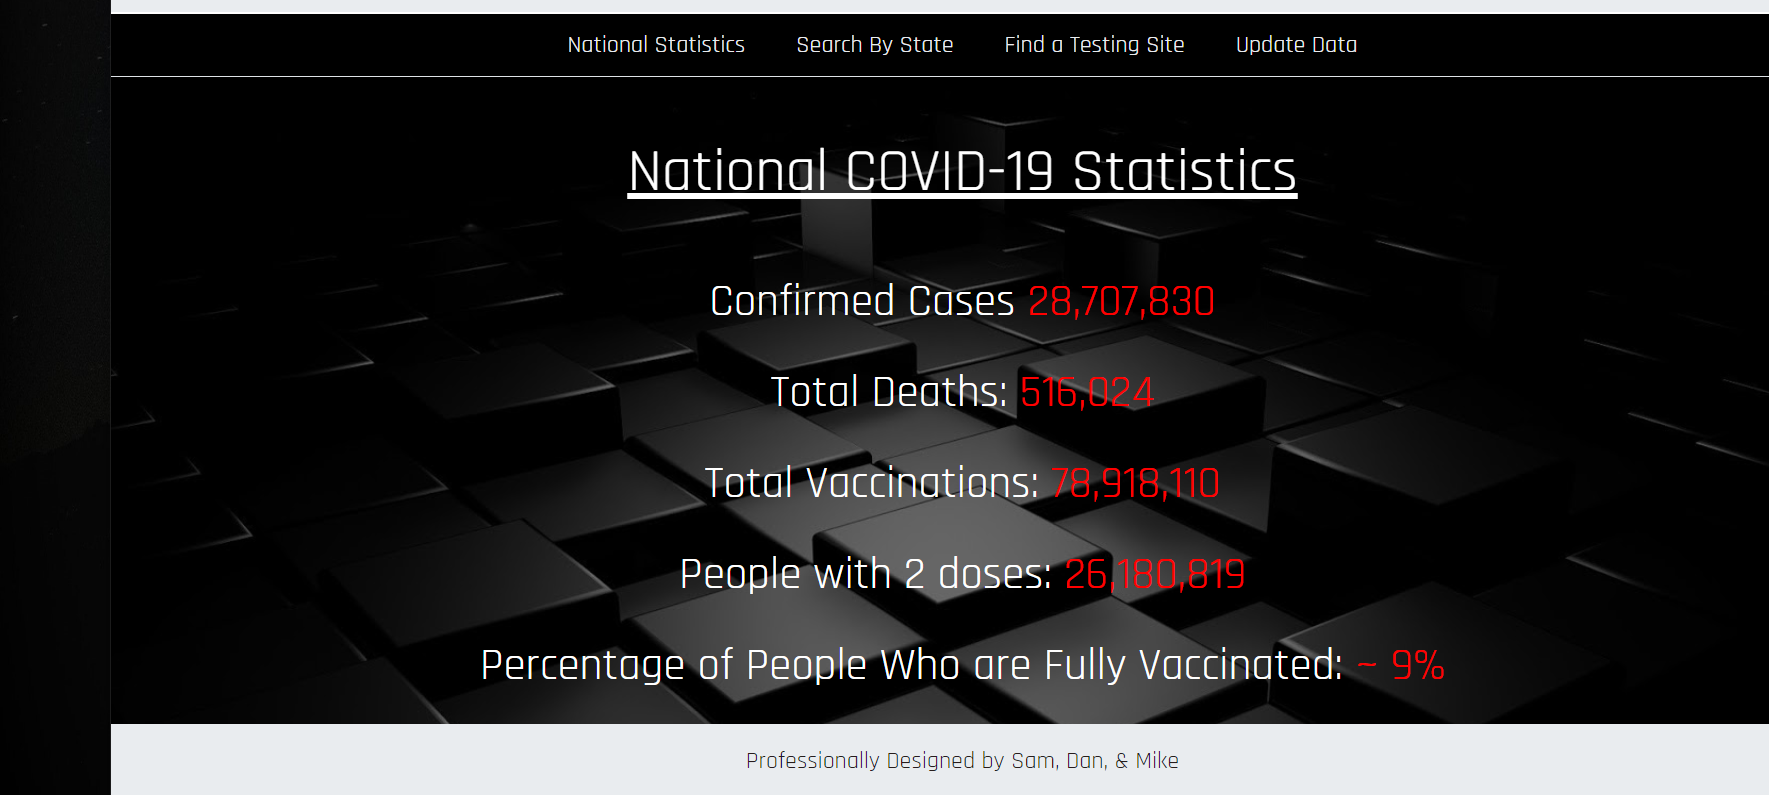 National Statistics Search By State Find a Testing Site Update Data
National COVID-19 Statistics
Confirmed Cases 28,707,830
Total Deaths: 516,024
Total Vaccinations: 78,918,110
People with 2 doses: 26,180,819
Percentage of People Who are Fully Vaccinated: ~ 9%
Professionally Designed by Sam, Dan, & Mike